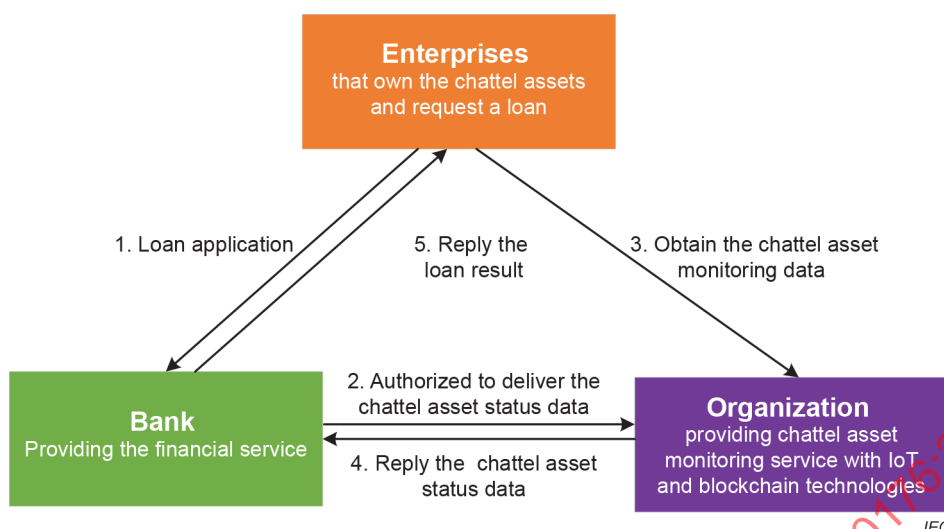 Enterprises
that own the chattel assets
and request a loan
1. Loan application
5. Reply the
loan result
3. Obtain the chattel asset
monitoring data
Bank
Providing the financial service
2. Authorized to deliver the
chattel asset status data
4. Reply the chattel asset
status data
Organization
providing chattel asset
monitoring service with IoT
and blockchain technologies